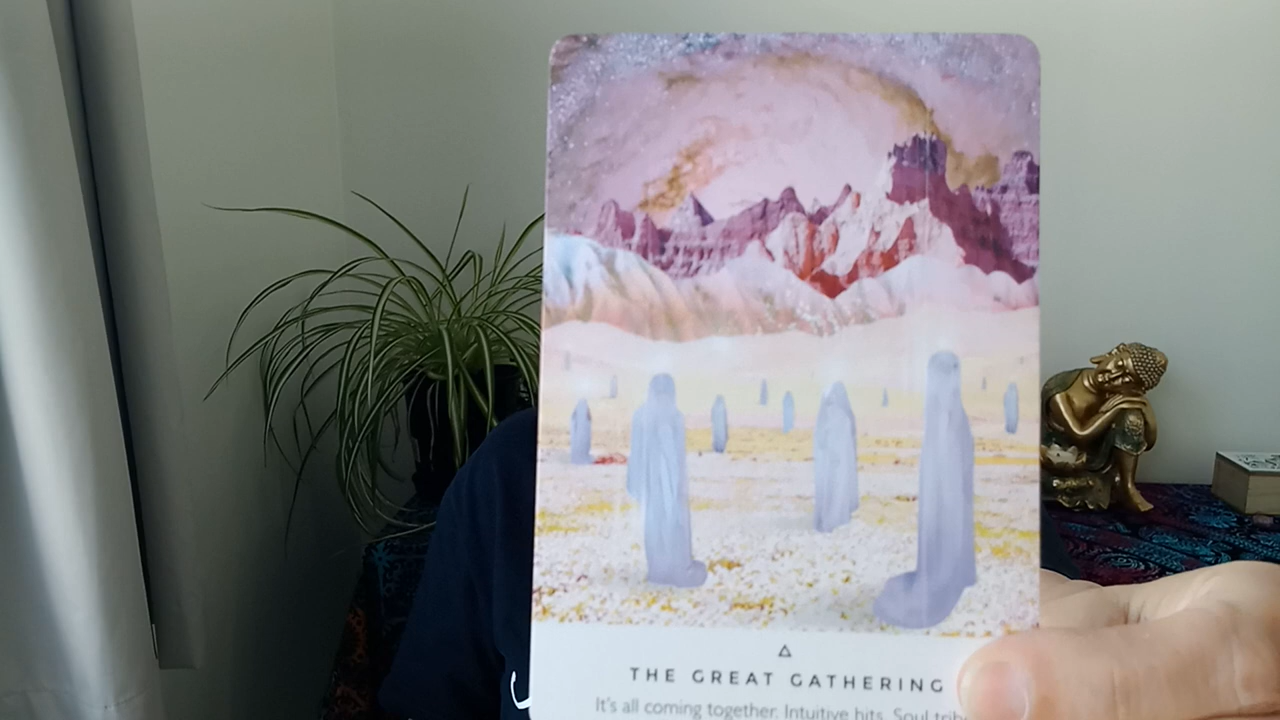 THE GREAT GATHERING
It's all coming together. Intuitive hits. Soul